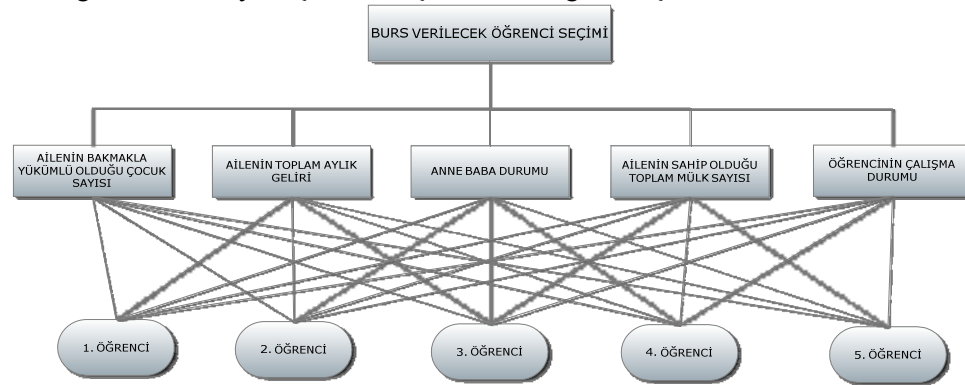 BURS VERİLECEK ÖĞRENCİ SEÇİMİ
AİLENİN BAKMAKLA
YÜKÜMLÜ OLDUĞU ÇOCUK
SAYISI
AİLENİN TOPLAM AYLIK
GELİRİ
ANNE BABA DURUMU
AİLENİN SAHİP OLDUĞU
TOPLAM MÜLK SAYISI
ÖĞRENCİNİN ÇALIŞMA
DURUMU
1. ÖĞRENCİ
2. ÖĞRENCİ
3. ÖĞRENCİ
4. ÖĞRENCİ
5. ÖĞRENCİ